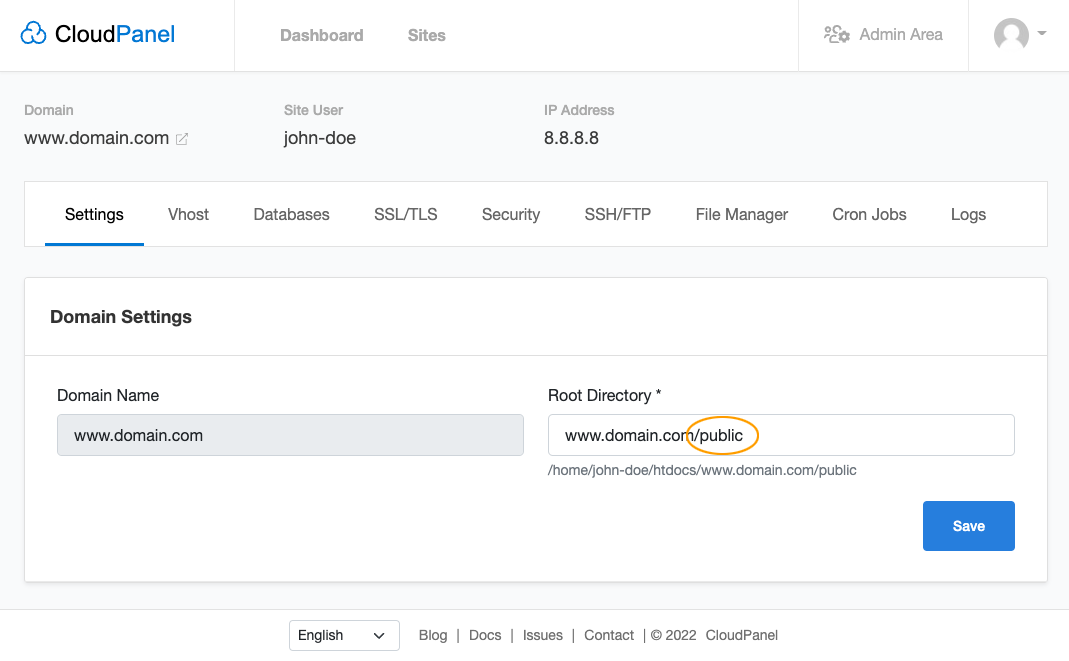 CloudPanel Dashboard Sites Admin Area
Domain Site User IP Address
www.domain.com john-doe 8.8.8.8
Settings Vhost Databases SSL/TLS Security SSH/FTP File Manager Cron Jobs Logs
Domain Settings
Domain Name Root Directory *
www.domain.com www.domain.com/public
/home/john-doe/htdocs/www.domain.com/public
Save
English Blog | Docs | Issues | Contact | © 2022 CloudPanel